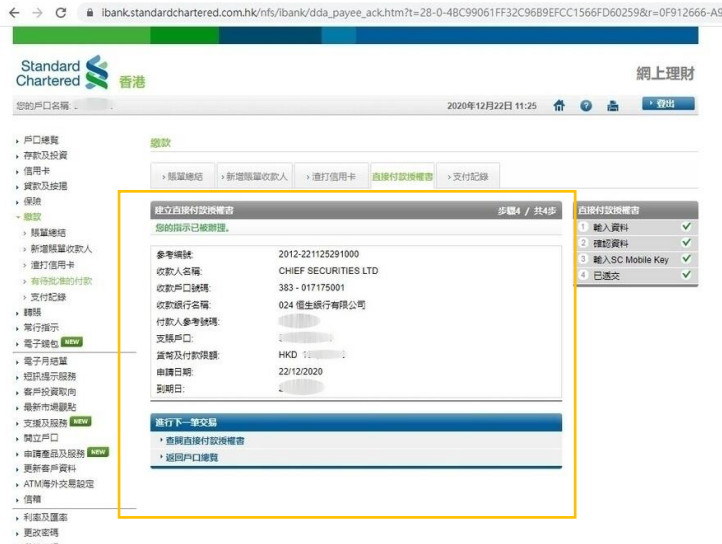 ibank.standardchartered.com.hk/nfs/ibank/dda_payee_ack.htm?t=28-0-4BC99061FF32C96B9EFCC1566FD60259&r=0F912666-A9
Standard
Chartered
香港
網上理財
您的戶口名稱:
2020年12月22日 11:25
登出
戶口總覽
存款及投資
信用卡
貸款及按揭
保險
繳款
賬單總結
新增賬單收款人
渣打信用卡
有待批准的付款
支付記錄
轉賬
常行指示
電子錢包 NEW
電子月結單
短訊提示服務
客戶投資取向
最新市場觀點
支援及服務 NEW
開立戶口
申請產品及服務 NEW
更新客戶資料
ATM海外交易設定
信箱
利率及匯率
更改密碼
繳款
賬單總結
新增賬單收款人
渣打信用卡
直接付款授權書
支付記錄
建立直接付款授權書
步驟4 / 共4步
您的指示已被辦理。
參考編號:
2012-221125291000
收款人名稱:
CHIEF SECURITIES LTD
收款戶口號碼:
383 - 017175001
收款銀行名稱:
024 恒生銀行有限公司
付款人參考號碼:
支賬戶口:
貨幣及付款限額:
HKD
申請日期:
22/12/2020
到期日:
進行下一筆交易
查閱直接付款授權書
返回戶口總覽
直接付款授權書
1 輸入資料
2 確認資料
3 輸入SC Mobile Key
4 已遞交